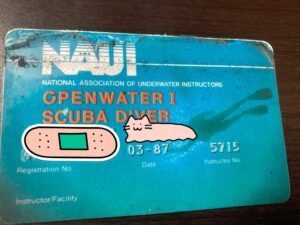 NAUI
NATIONAL ASSOCIATION OF UNDERWATER INSTRUCTORS
OPENWATER I
SCUBA DIVER
03-87 5715
Registration No. Date Instructor No.
Instructor/Facility